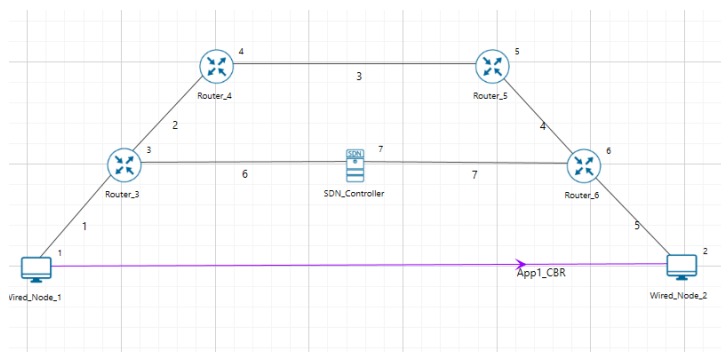 4
5
3
Router_4
Router_5
2
4
3
SDN
7
6
6
7
Router_3
SDN_Controller
Router_6
1
5
1
2
App1_CBR
Wired_Node_1
Wired_Node_2